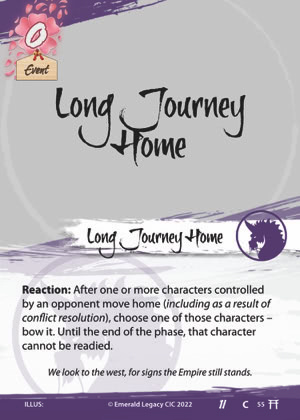 0
Event
Long Journey
Home
Long Journey Home
Reaction: After one or more characters controlled
by an opponent move home (including as a result of
conflict resolution), choose one of those characters –
bow it. Until the end of the phase, that character
cannot be readied.
We look to the west, for signs the Empire still stands.
ILLUS:
© Emerald Legacy CIC 2022
C
55